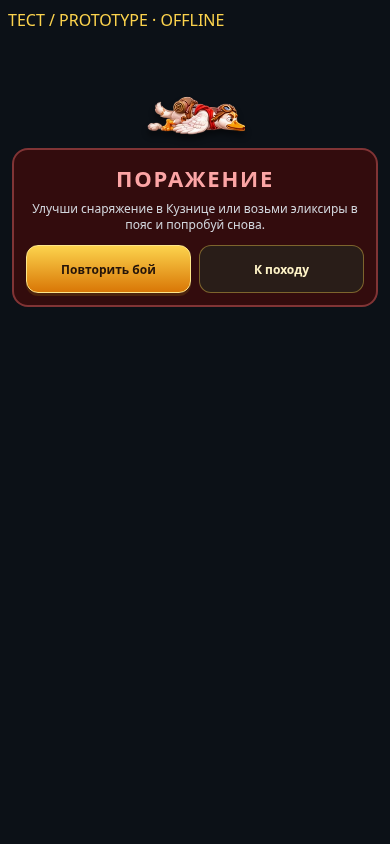 ТЕСТ / PROTOTYPE · OFFLINE
ПОРАЖЕНИЕ
Улучши снаряжение в Кузнице или возьми эликсиры в
пояс и попробуй снова.
Повторить бой
К походу